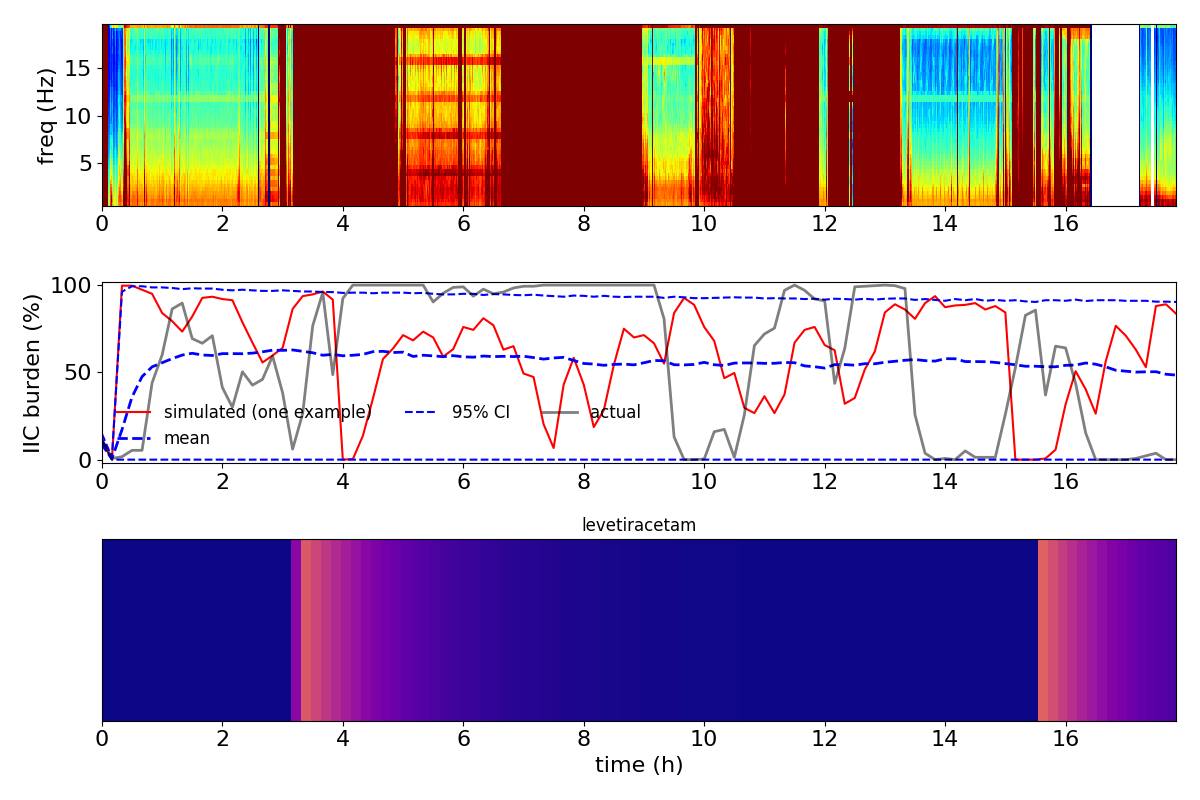 freq (Hz)
15
10
5
0 2 4 6 8 10 12 14 16
IIC burden (%)
100
50
0
simulated (one example) 95% CI actual
mean
0 2 4 6 8 10 12 14 16
levetiracetam
0 2 4 6 8 10 12 14 16
time (h)